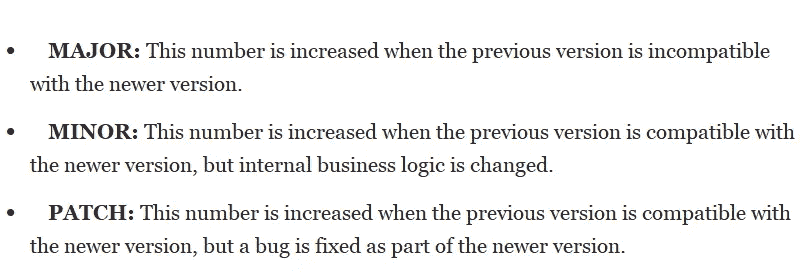 • MAJOR: This number is increased when the previous version is incompatible
with the newer version.
• MINOR: This number is increased when the previous version is compatible with
the newer version, but internal business logic is changed.
• PATCH: This number is increased when the previous version is compatible with
the newer version, but a bug is fixed as part of the newer version.